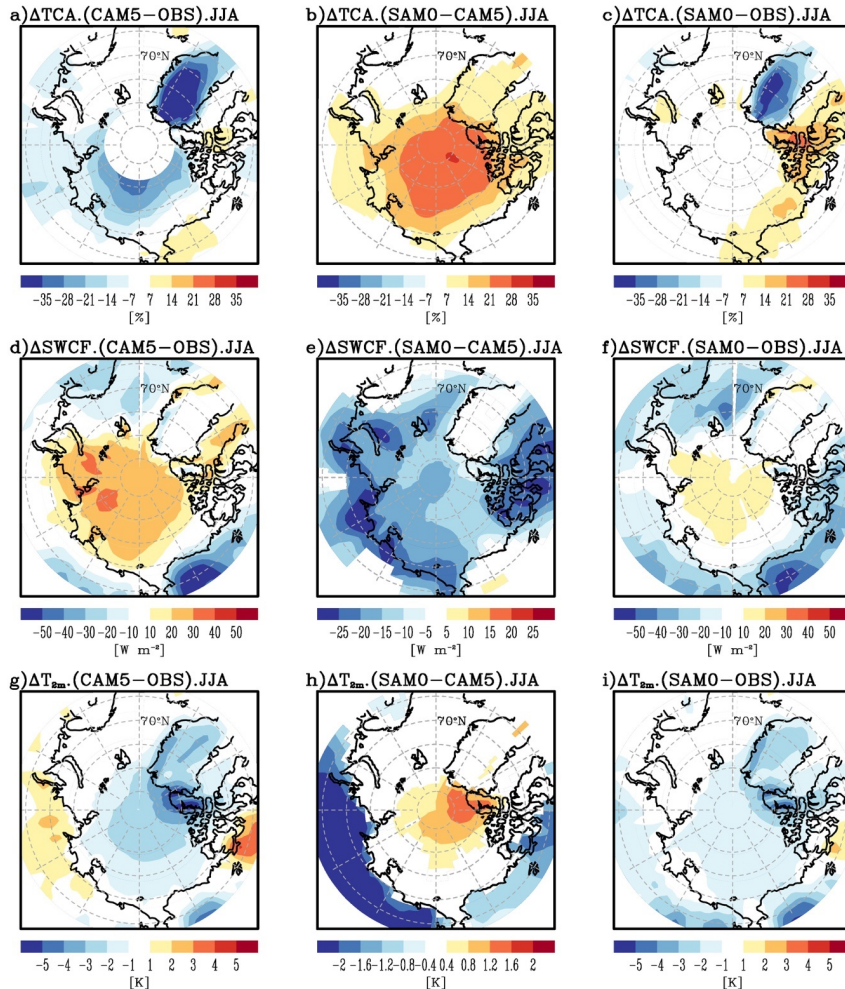 a)ΔTCA.(CAM5−OBS).JJA
b)ΔTCA.(SAM0−CAM5).JJA
c)ΔTCA.(SAM0−OBS).JJA
70°N
70°N
70°N
−35 −28 −21 −14 −7 7 14 21 28 35
−35 −28 −21 −14 −7 7 14 21 28 35
−35 −28 −21 −14 −7 7 14 21 28 35
[%]
[%]
[%]
d)ΔSWCF.(CAM5−OBS).JJA
e)ΔSWCF.(SAM0−CAM5).JJA
f)ΔSWCF.(SAM0−OBS).JJA
70°N
70°N
70°N
−50 −40 −30 −20 −10 10 20 30 40 50
−25 −20 −15 −10 −5 5 10 15 20 25
−50 −40 −30 −20 −10 10 20 30 40 50
[W m⁻²]
[W m⁻²]
[W m⁻²]
g)ΔT₂ₘ.(CAM5−OBS).JJA
h)ΔT₂ₘ.(SAM0−CAM5).JJA
i)ΔT₂ₘ.(SAM0−OBS).JJA
70°N
70°N
70°N
−5 −4 −3 −2 −1 1 2 3 4 5
−2 −1.6−1.2−0.8−0.4 0.4 0.8 1.2 1.6 2
−5 −4 −3 −2 −1 1 2 3 4 5
[K]
[K]
[K]